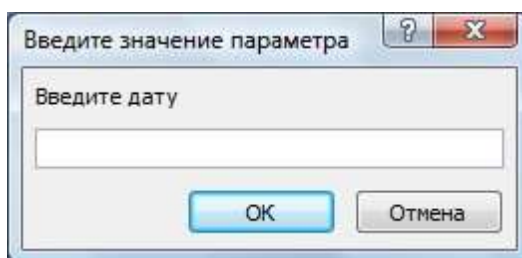 Введите значение параметра
Введите дату
ОК
Отмена